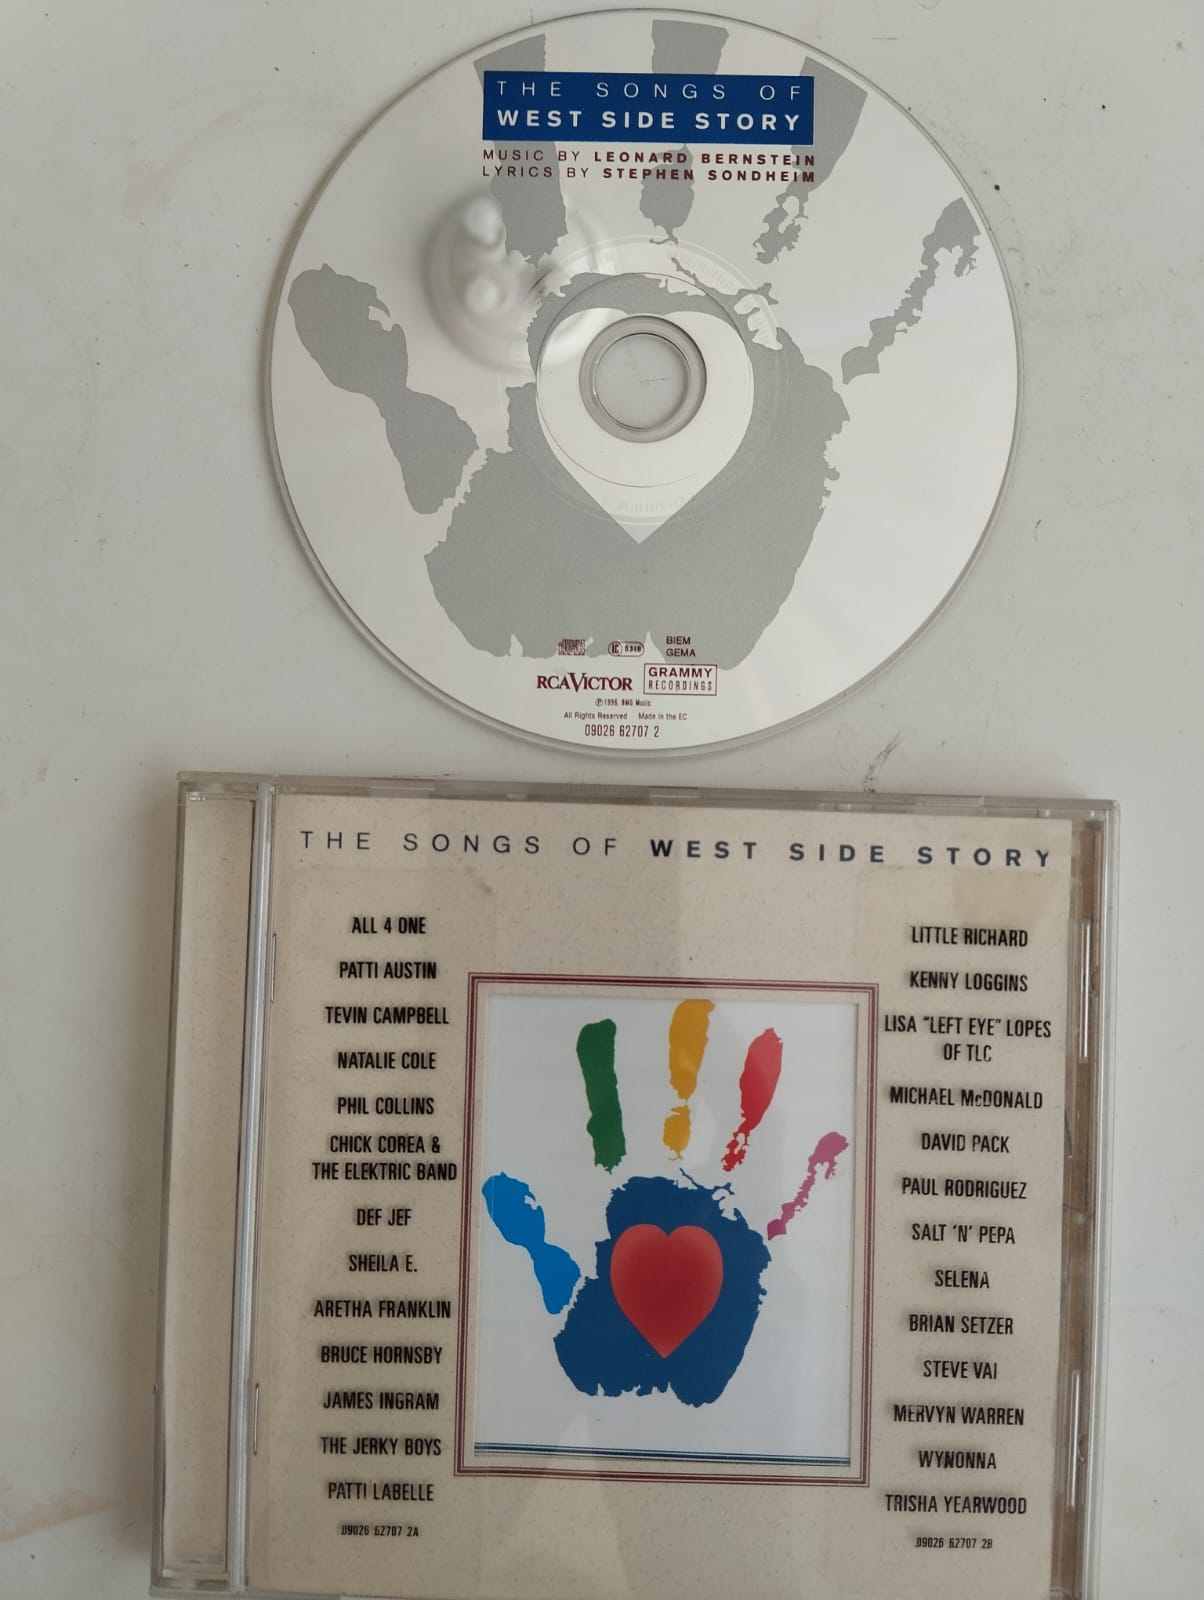 THE SONGS OF
WEST SIDE STORY
MUSIC BY LEONARD BERNSTEIN
LYRICS BY STEPHEN SONDHEIM
BIEM
GEMA
RCA VICTOR
GRAMMY
RECORDINGS
℗ 1996, BMG Music
All Rights Reserved Made in the EC
09026 62707 2
THE SONGS OF WEST SIDE STORY
ALL 4 ONE
PATTI AUSTIN
TEVIN CAMPBELL
NATALIE COLE
PHIL COLLINS
CHICK COREA &
THE ELEKTRIC BAND
DEF JEF
SHEILA E.
ARETHA FRANKLIN
BRUCE HORNSBY
JAMES INGRAM
THE JERKY BOYS
PATTI LABELLE
09026 62707 2A
LITTLE RICHARD
KENNY LOGGINS
LISA "LEFT EYE" LOPES
OF TLC
MICHAEL McDONALD
DAVID PACK
PAUL RODRIGUEZ
SALT 'N' PEPA
SELENA
BRIAN SETZER
STEVE VAI
MERVYN WARREN
WYNONNA
TRISHA YEARWOOD
09026 62707 2B